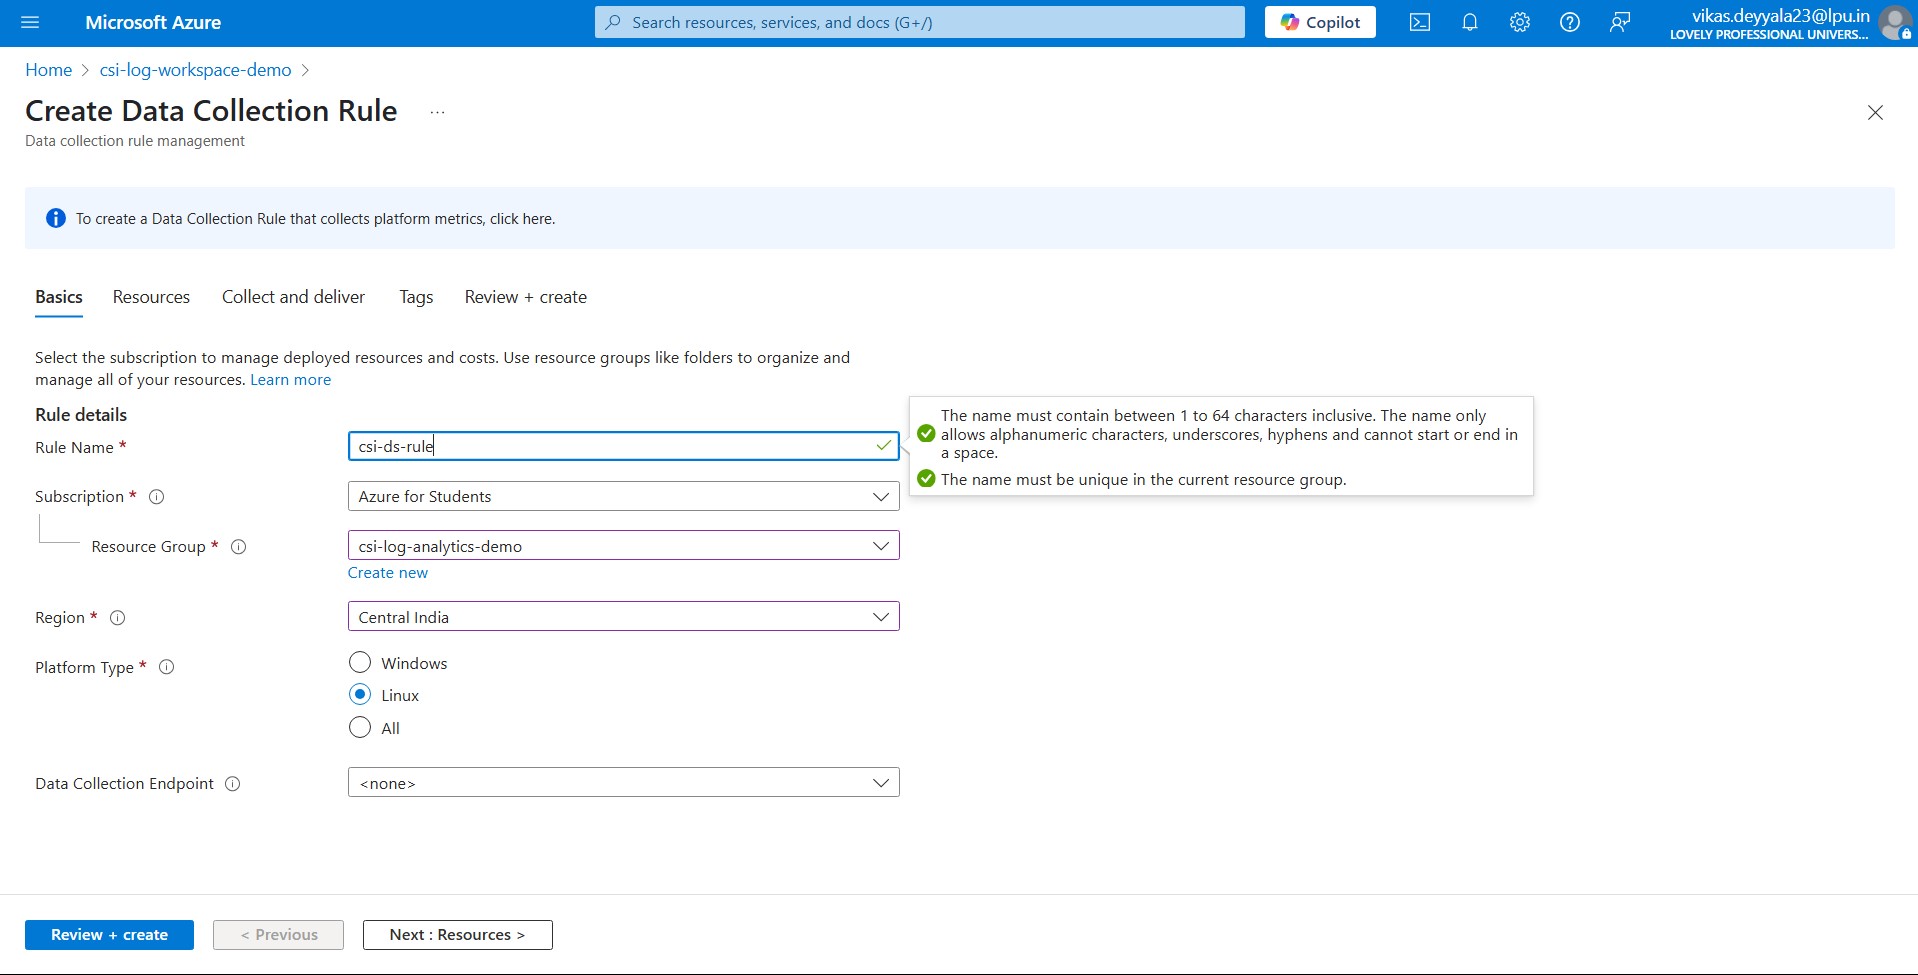 Microsoft Azure
Search resources, services, and docs (G+/)
Copilot
vikas.deyyala23@lpu.in
LOVELY PROFESSIONAL UNIVERS...
Home > csi-log-workspace-demo >
Create Data Collection Rule ...
Data collection rule management
To create a Data Collection Rule that collects platform metrics, click here.
Basics Resources Collect and deliver Tags Review + create
Select the subscription to manage deployed resources and costs. Use resource groups like folders to organize and
manage all of your resources. Learn more
Rule details
Rule Name * csi-ds-rule
The name must contain between 1 to 64 characters inclusive. The name only
allows alphanumeric characters, underscores, hyphens and cannot start or end in
a space.
The name must be unique in the current resource group.
Subscription * Azure for Students
Resource Group * csi-log-analytics-demo
Create new
Region * Central India
Platform Type * Windows
Linux
All
Data Collection Endpoint <none>
Review + create < Previous Next : Resources >